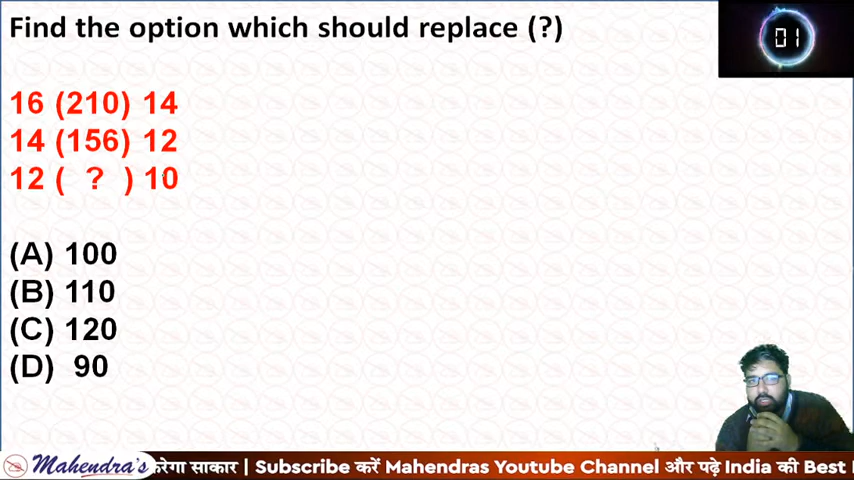 Find the option which should replace (?)
01
16 (210) 14
14 (156) 12
12 ( ? ) 10
(A) 100
(B) 110
(C) 120
(D) 90
Mahendra's करेगा साकार | Subscribe करें Mahendras Youtube Channel और पढ़े India की Best